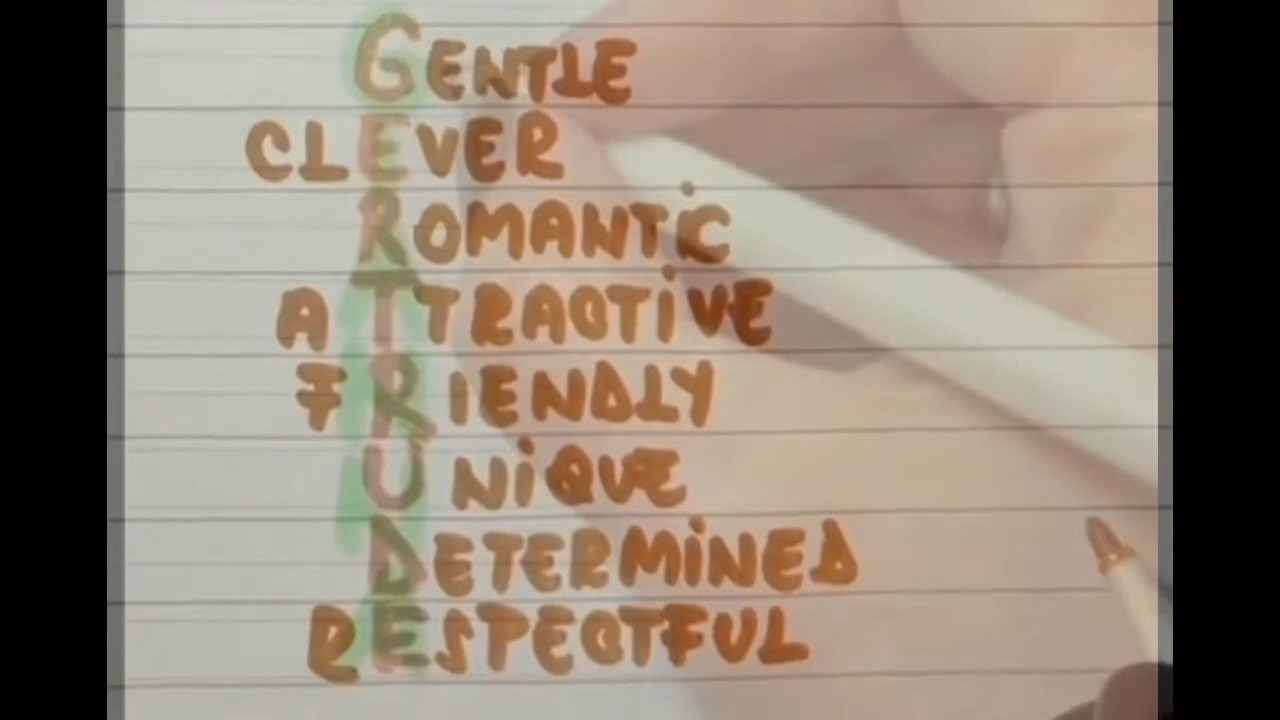 GENTLE
CLEVER
ROMANTiC
ATTRACTiVE
FRIENDLY
UNiQUE
DETERMiNED
RESPECTFUL